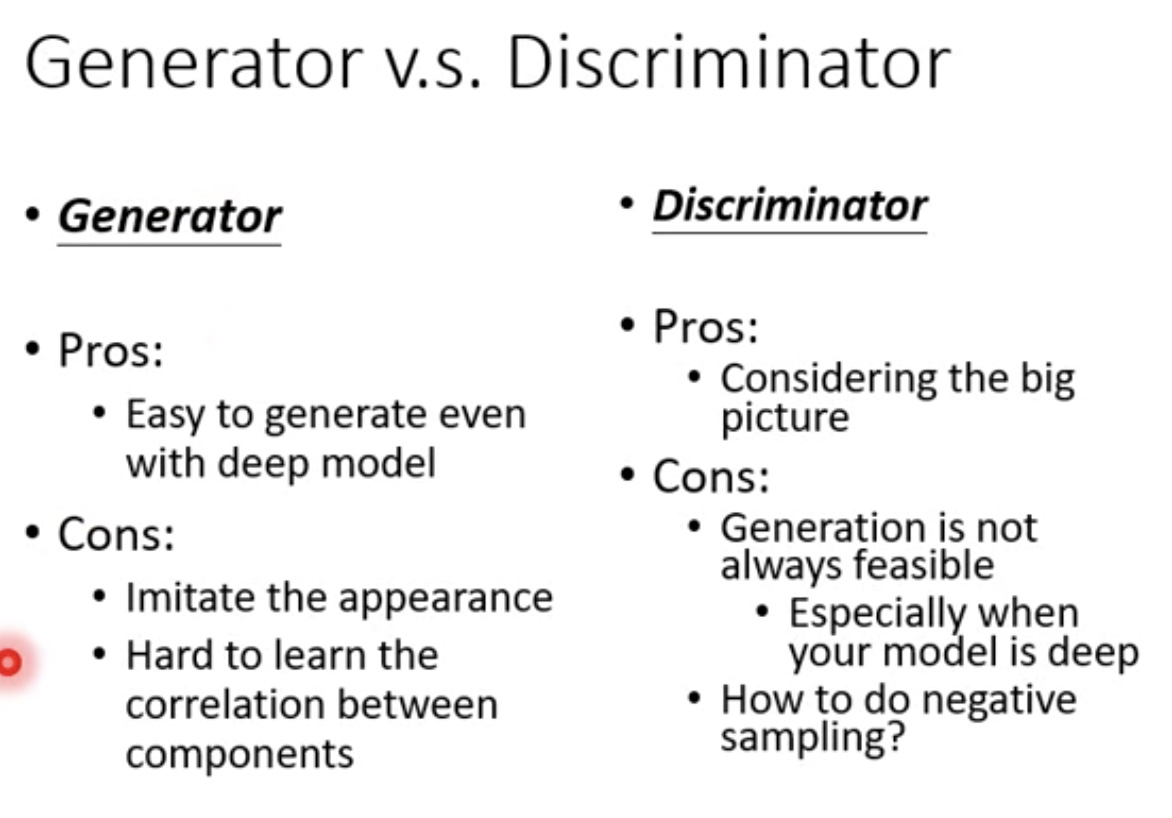 Generator v.s. Discriminator
• Generator
• Pros:
• Easy to generate even
with deep model
• Cons:
• Imitate the appearance
• Hard to learn the
correlation between
components
• Discriminator
• Pros:
• Considering the big
picture
• Cons:
• Generation is not
always feasible
• Especially when
your model is deep
• How to do negative
sampling?